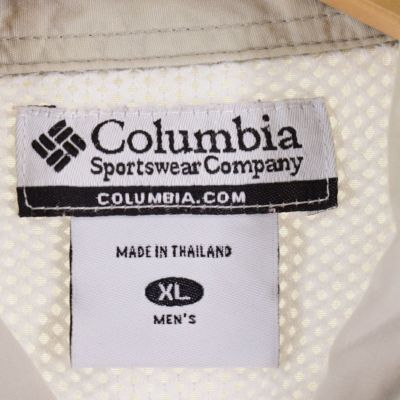 Columbia
Sportswear Company
COLUMBIA.COM
MADE IN THAILAND
XL
MEN'S